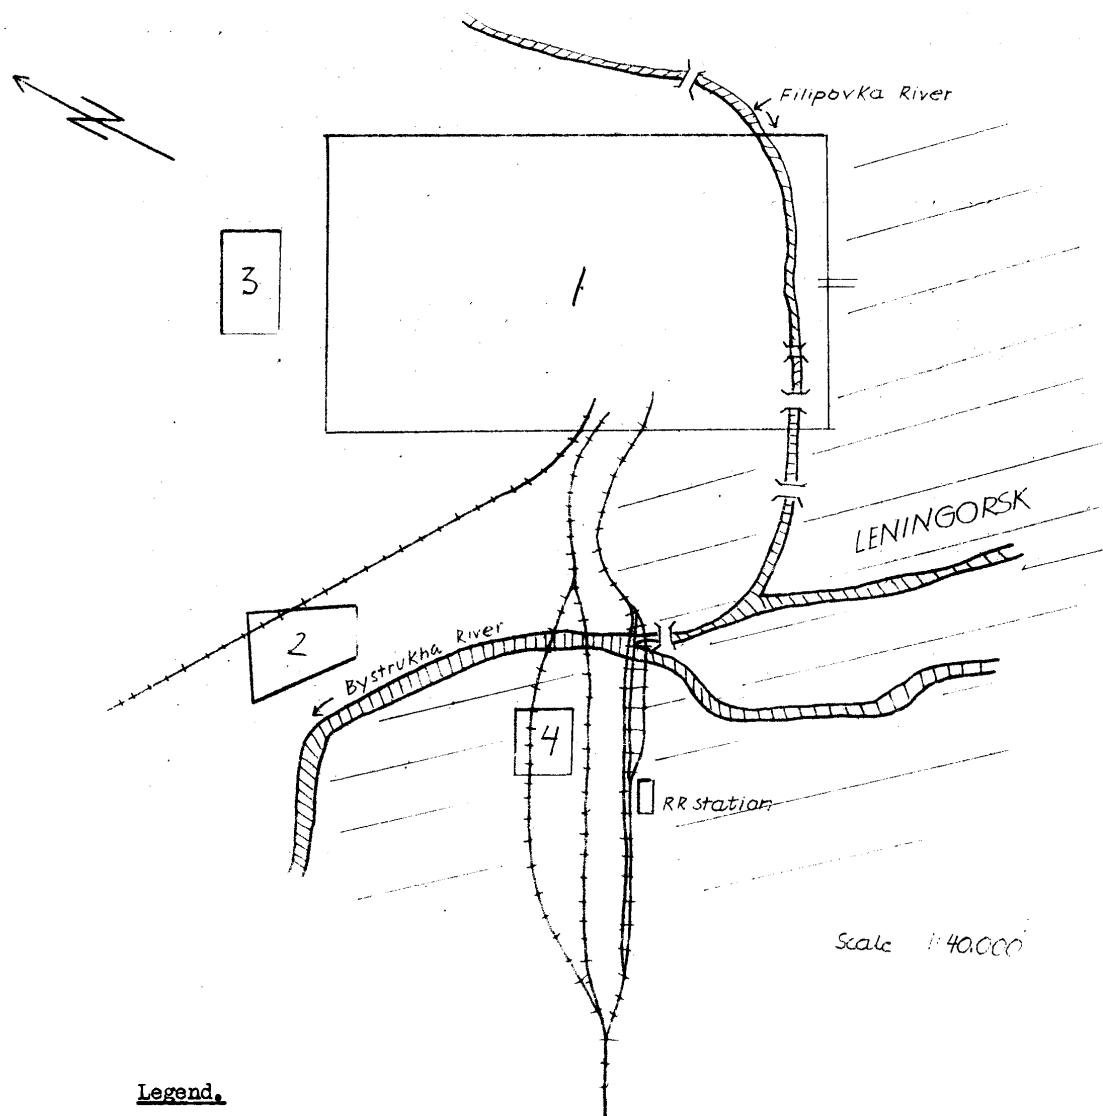 Filipovka River
3
1
LENINGORSK
2
Bystrukha River
4
RR station
Scale 1:40.000
Legend.